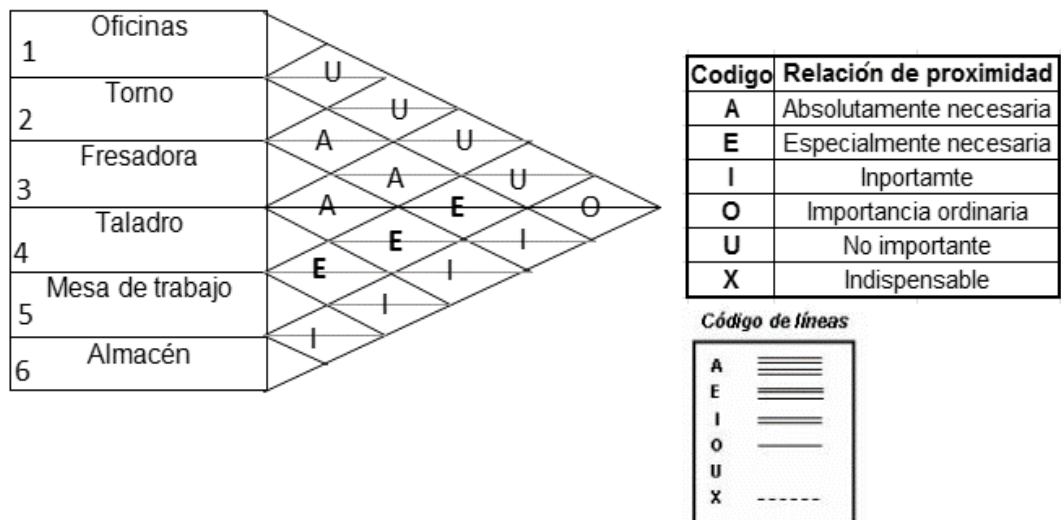 Oficinas
1
Torno
2
Fresadora
3
Taladro
4
Mesa de trabajo
5
Almacén
6
U
U
A
U
A
U
A
E
O
E
I
E
I
I
I
Codigo Relación de proximidad
A Absolutamente necesaria
E Especialmente necesaria
I Inportamte
O Importancia ordinaria
U No importante
X Indispensable
Código de líneas
A
E
I
O
U
X